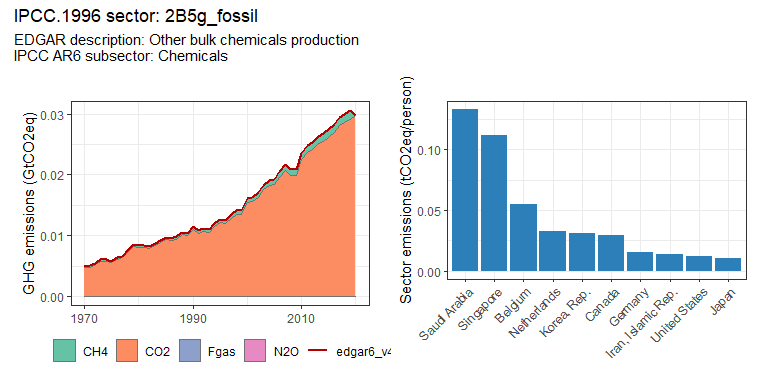 IPCC.1996 sector: 2B5g_fossil
EDGAR description: Other bulk chemicals production
IPCC AR6 subsector: Chemicals
GHG emissions (GtCO2eq)
0.03
0.02
0.01
0.00
1970
1990
2010
CH4
CO2
Fgas
N2O
edgar6_v4
Sector emissions (tCO2eq/person)
0.10
0.05
0.00
Saudi Arabia
Singapore
Belgium
Netherlands
Korea, Rep.
Canada
Germany
Iran, Islamic Rep.
United States
Japan